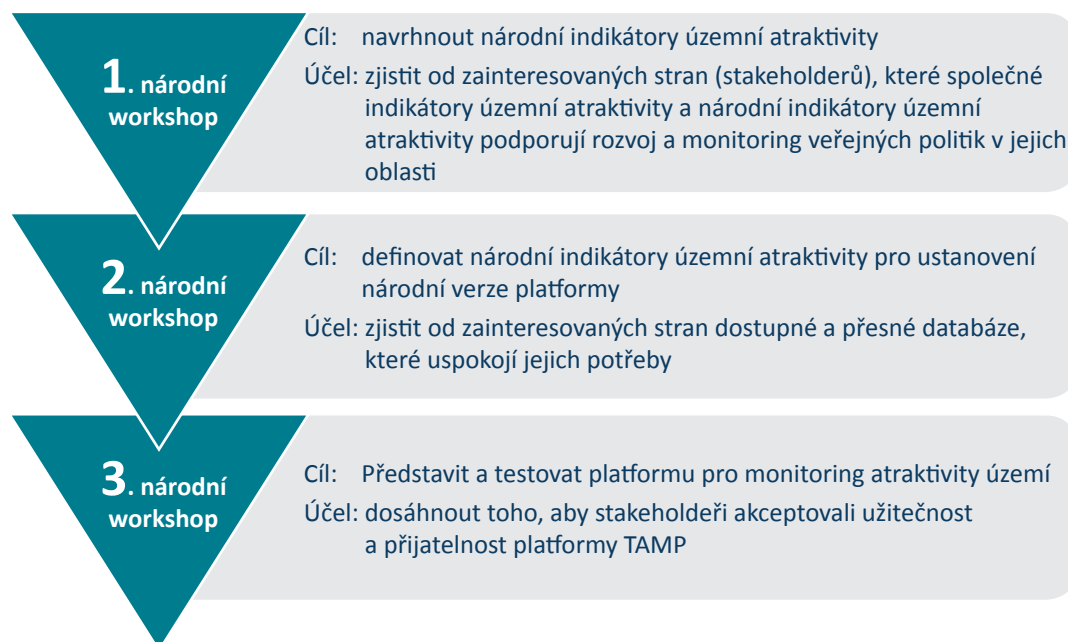 1. národní
workshop
Cíl: navrhnout národní indikátory územní atraktivity
Účel: zjistit od zainteresovaných stran (stakeholderů), které společné
indikátory územní atraktivity a národní indikátory územní
atraktivity podporují rozvoj a monitoring veřejných politik v jejich
oblasti
2. národní
workshop
Cíl: definovat národní indikátory územní atraktivity pro ustanovení
národní verze platformy
Účel: zjistit od zainteresovaných stran dostupné a přesné databáze,
které uspokojí jejich potřeby
3. národní
workshop
Cíl: Představit a testovat platformu pro monitoring atraktivity území
Účel: dosáhnout toho, aby stakeholdeři akceptovali užitečnost
a přijatelnost platformy TAMP